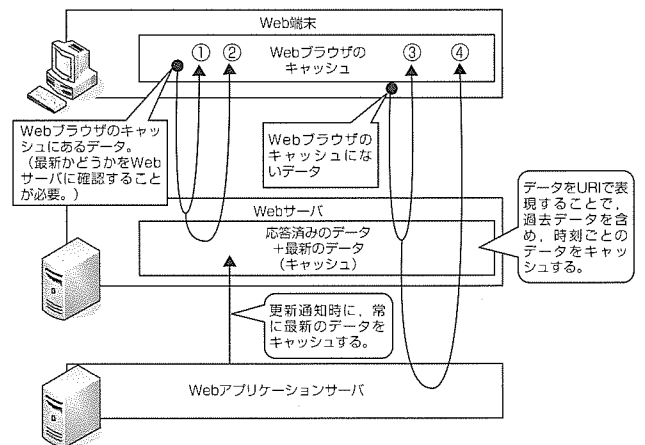 Web端末
① ② Webブラウザの ③ ④
キャッシュ
Webブラウザのキャッ
シュにあるデータ。
（最新かどうかをWeb
サーバに確認すること
が必要。）
Webブラウザの
キャッシュにな
いデータ
データをURIで表
現することで，
過去データを含
め，時刻ごとの
データをキャッ
シュする。
Webサーバ
応答済みのデータ
＋最新のデータ
（キャッシュ）
更新通知時に，常
に最新のデータを
キャッシュする。
Webアプリケーションサーバ